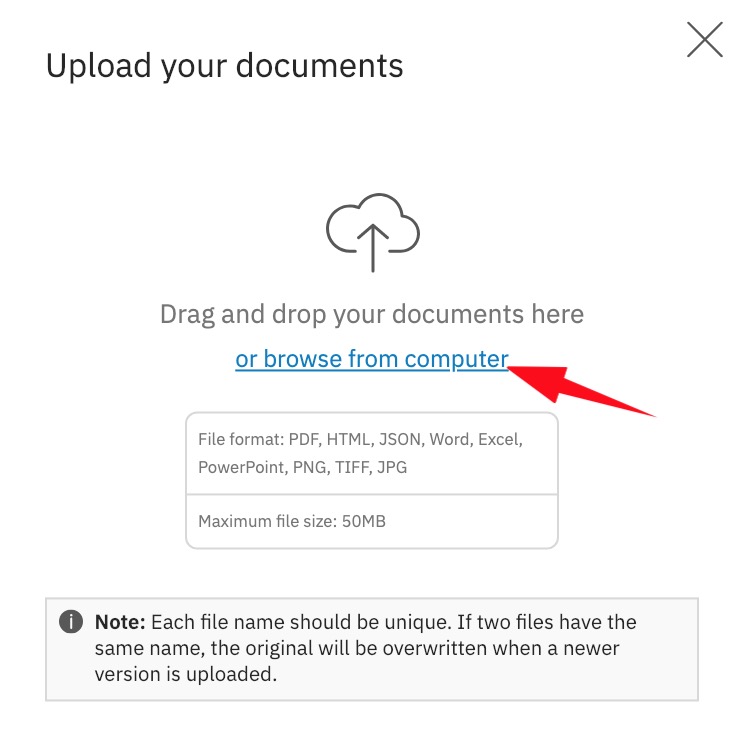 Upload your documents
Drag and drop your documents here
or browse from computer
File format: PDF, HTML, JSON, Word, Excel,
PowerPoint, PNG, TIFF, JPG
Maximum file size: 50MB
Note: Each file name should be unique. If two files have the
same name, the original will be overwritten when a newer
version is uploaded.